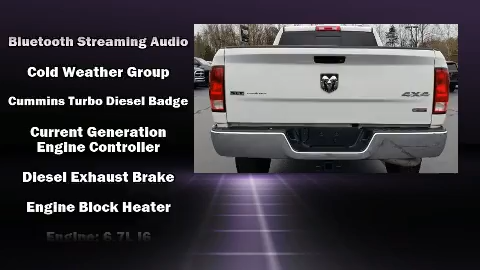 Bluetooth Streaming Audio
Cold Weather Group
Cummins Turbo Diesel Badge
Current Generation
Engine Controller
Diesel Exhaust Brake
Engine Block Heater
Engine: 6.7L I6
4X4